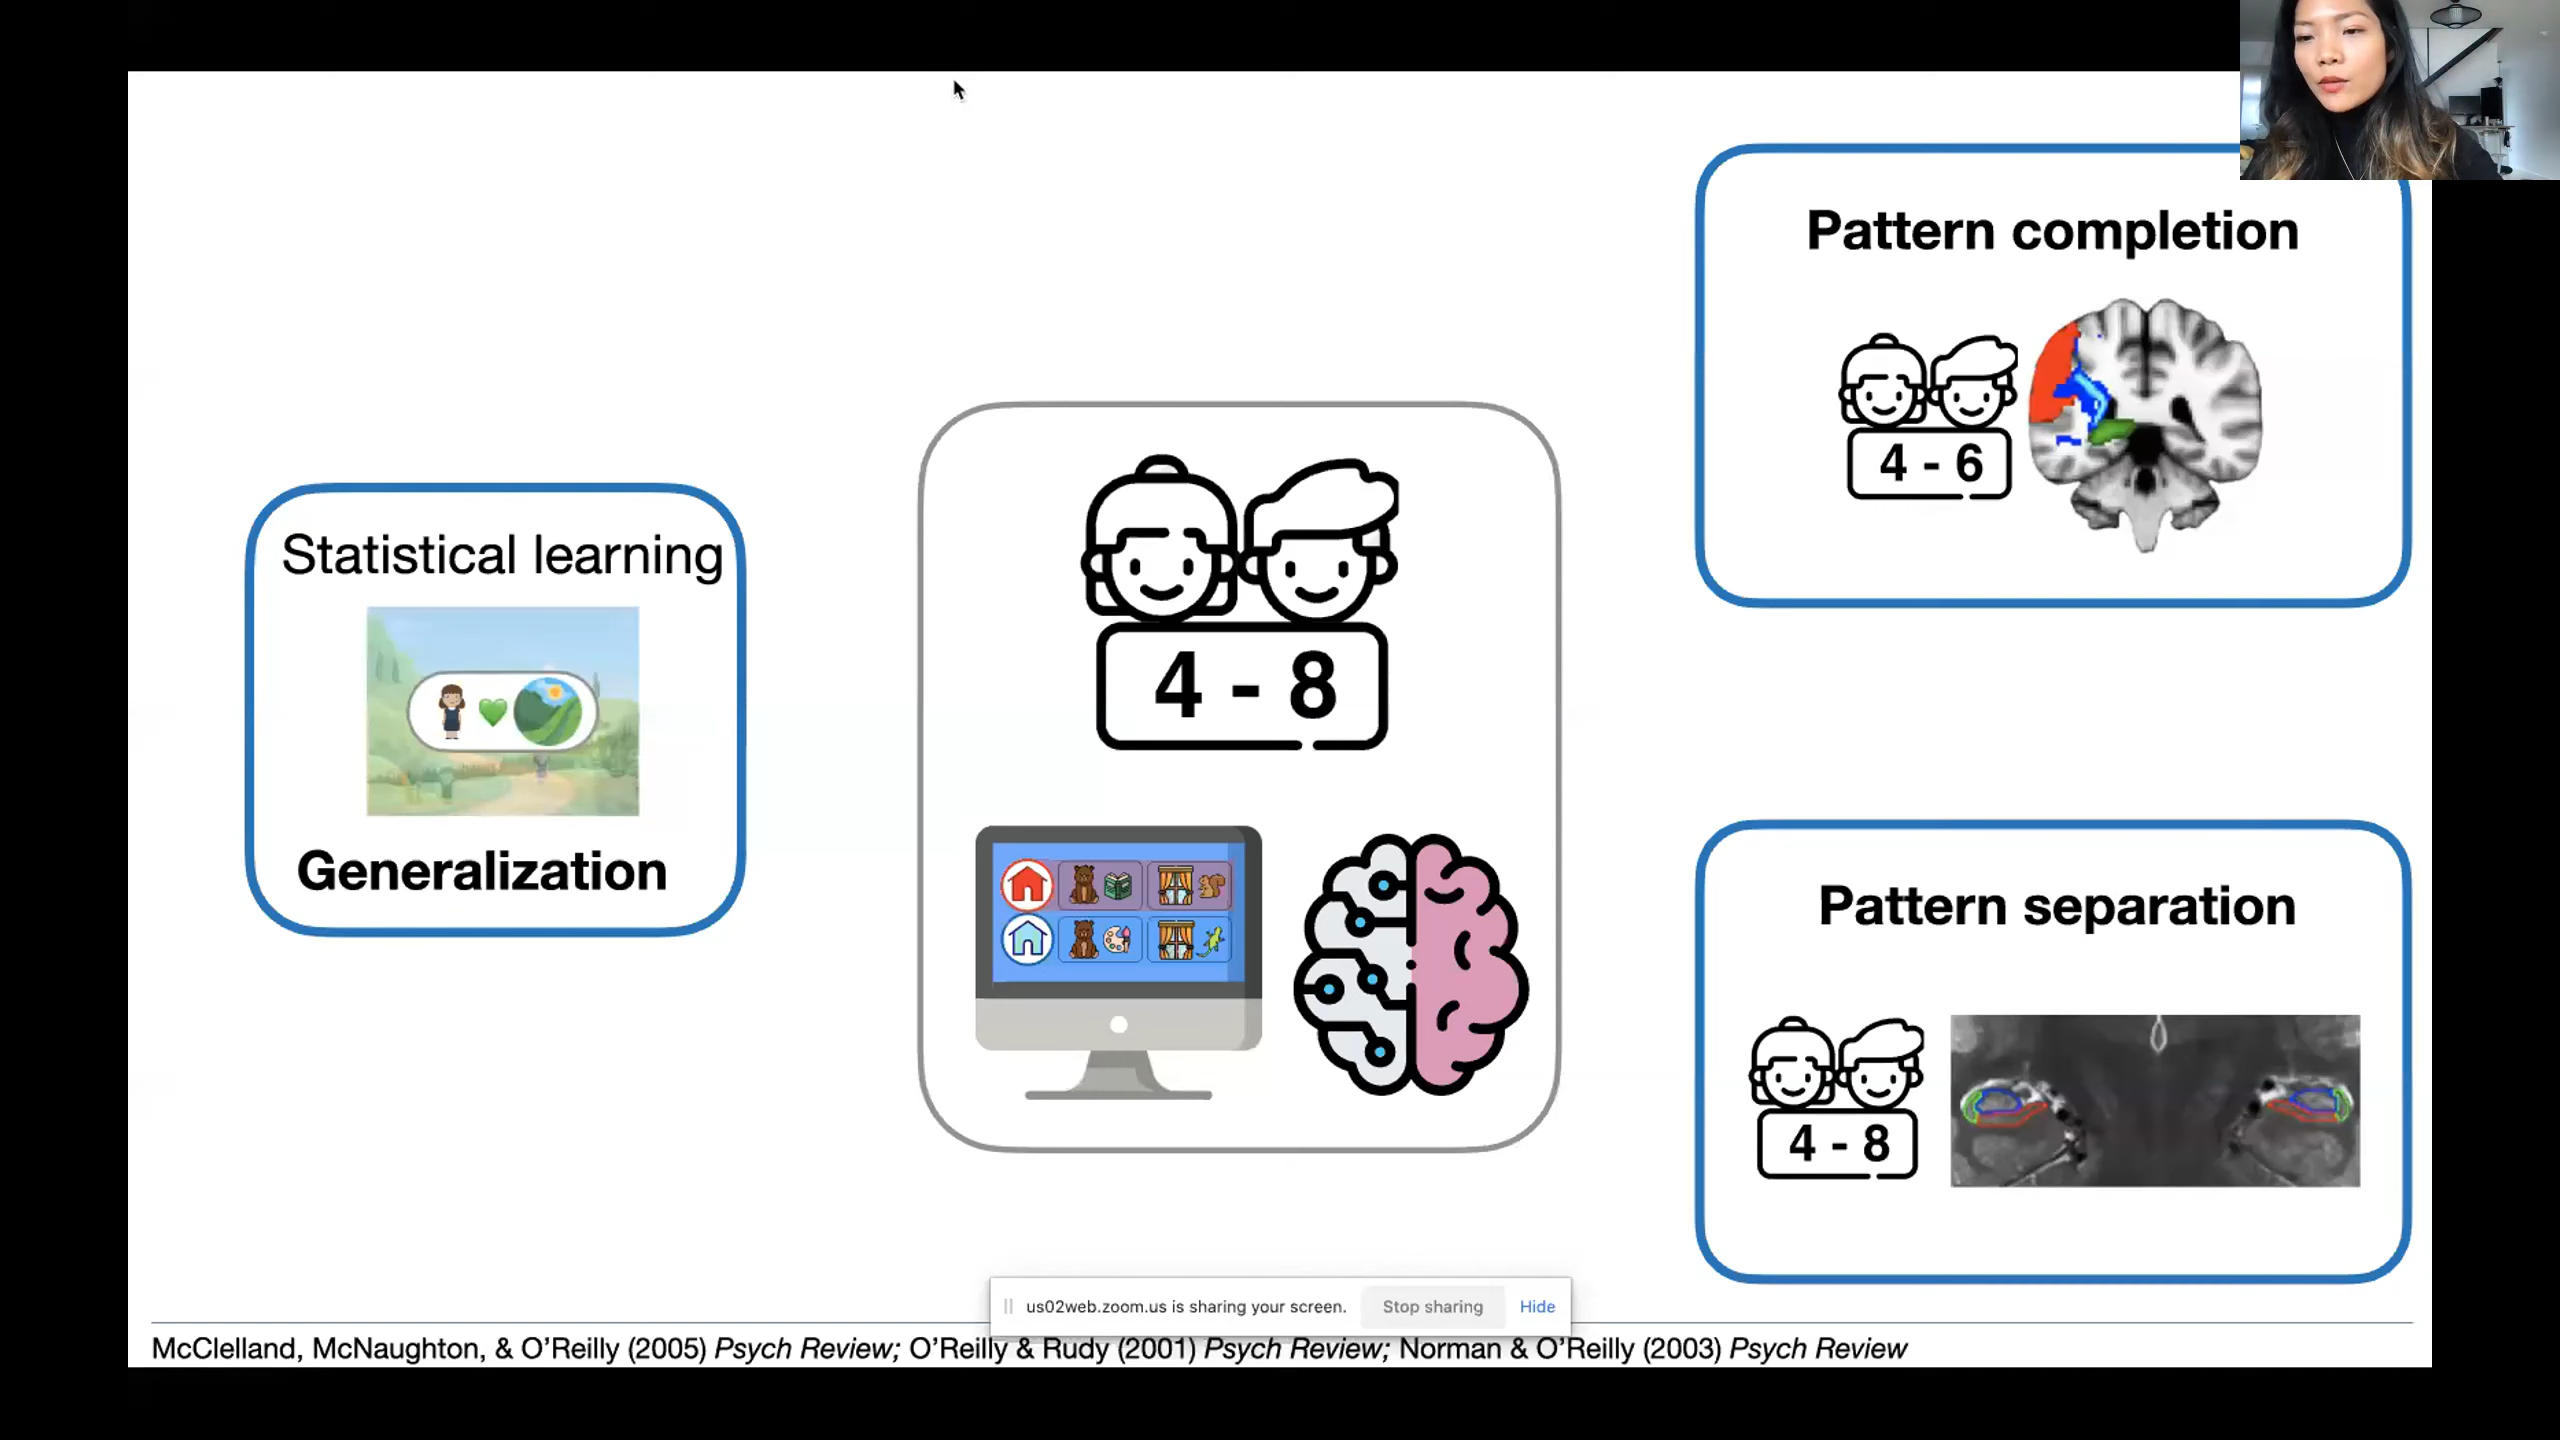 Pattern completion
4 - 6
Statistical learning
Generalization
4 - 8
Pattern separation
4 - 8
us02web.zoom.us is sharing your screen.
Stop sharing
Hide
McClelland, McNaughton, & O’Reilly (2005) Psych Review; O’Reilly & Rudy (2001) Psych Review; Norman & O’Reilly (2003) Psych Review